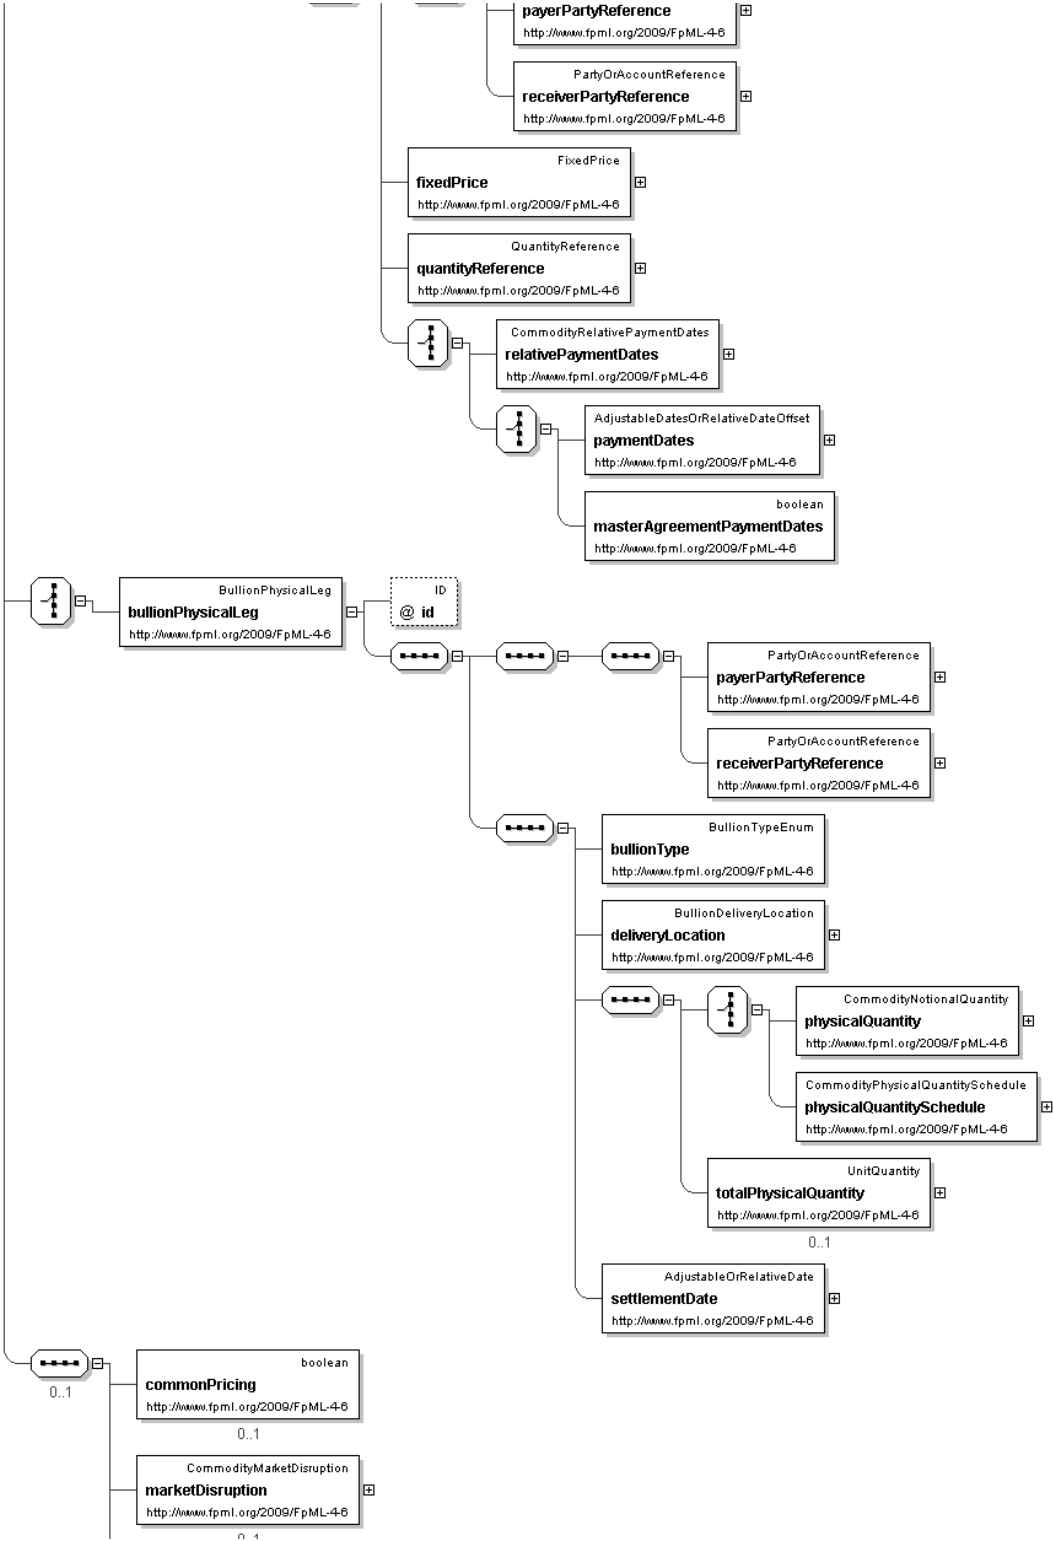 payerPartyReference
http://www.fpml.org/2009/FpML-4-6
PartyOrAccountReference
receiverPartyReference
http://www.fpml.org/2009/FpML-4-6
FixedPrice
fixedPrice
http://www.fpml.org/2009/FpML-4-6
QuantityReference
quantityReference
http://www.fpml.org/2009/FpML-4-6
CommodityRelativePaymentDates
relativePaymentDates
http://www.fpml.org/2009/FpML-4-6
AdjustableDatesOrRelativeDateOffset
paymentDates
http://www.fpml.org/2009/FpML-4-6
boolean
masterAgreementPaymentDates
http://www.fpml.org/2009/FpML-4-6
BullionPhysicalLeg
bullionPhysicalLeg
http://www.fpml.org/2009/FpML-4-6
ID
@ id
PartyOrAccountReference
payerPartyReference
http://www.fpml.org/2009/FpML-4-6
PartyOrAccountReference
receiverPartyReference
http://www.fpml.org/2009/FpML-4-6
BullionTypeEnum
bullionType
http://www.fpml.org/2009/FpML-4-6
BullionDeliveryLocation
deliveryLocation
http://www.fpml.org/2009/FpML-4-6
CommodityNotionalQuantity
physicalQuantity
http://www.fpml.org/2009/FpML-4-6
CommodityPhysicalQuantitySchedule
physicalQuantitySchedule
http://www.fpml.org/2009/FpML-4-6
UnitQuantity
totalPhysicalQuantity
http://www.fpml.org/2009/FpML-4-6
0..1
AdjustableOrRelativeDate
settlementDate
http://www.fpml.org/2009/FpML-4-6
0..1
boolean
commonPricing
http://www.fpml.org/2009/FpML-4-6
0..1
CommodityMarketDisruption
marketDisruption
http://www.fpml.org/2009/FpML-4-6
0..1